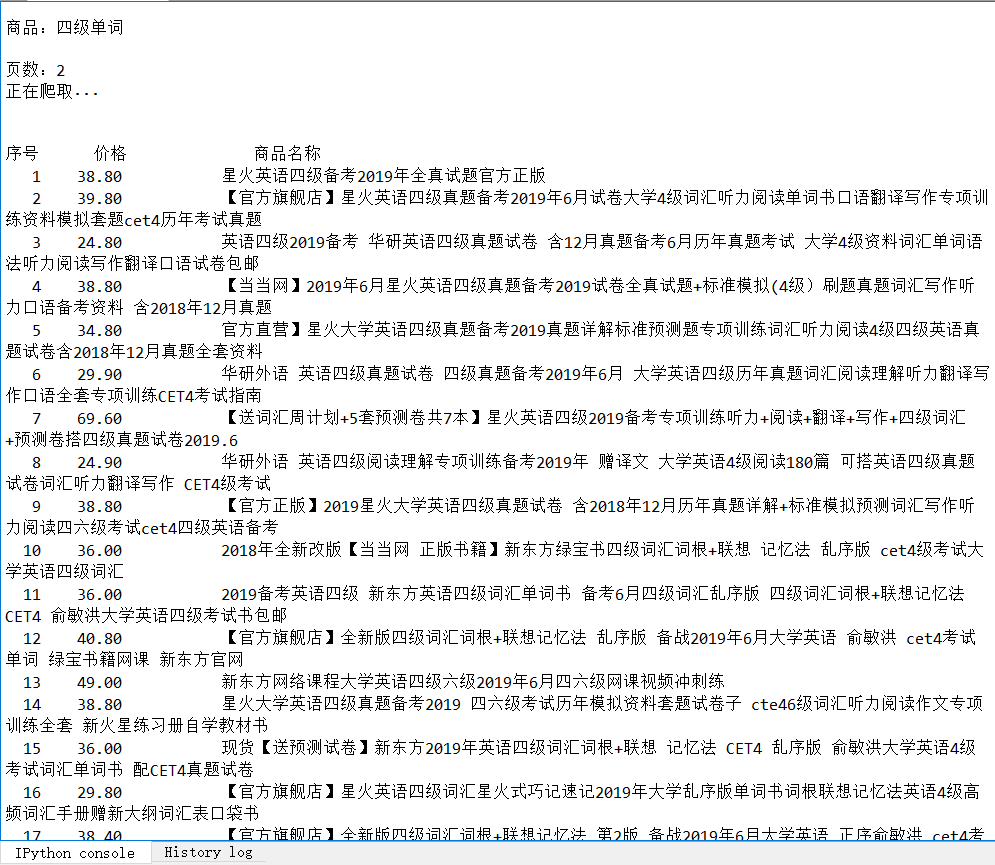 商品：四级单词
页数：2
正在爬取...
序号 价格 商品名称
1 38.80 星火英语四级备考2019年全真试题官方正版
2 39.80 【官方旗舰店】星火英语四级真题备考2019年6月试卷大学4级词汇听力阅读单词书口语翻译写作专项训
练资料模拟套题cet4历年考试真题
3 24.80 英语四级2019备考 华研英语四级真题试卷 含12月真题备考6月历年真题考试 大学4级资料词汇单词语
法听力阅读写作翻译口语试卷包邮
4 38.80 【当当网】2019年6月星火英语四级真题备考2019试卷全真试题+标准模拟(4级）刷题真题词汇写作听
力口语备考资料 含2018年12月真题
5 34.80 官方直营】星火大学英语四级真题备考2019真题详解标准预测题专项训练词汇听力阅读4级四级英语真
题试卷含2018年12月真题全套资料
6 29.90 华研外语 英语四级真题试卷 四级真题备考2019年6月 大学英语四级历年真题词汇阅读理解听力翻译写
作口语全套专项训练CET4考试指南
7 69.60 【送词汇周计划+5套预测卷共7本】星火英语四级2019备考专项训练听力+阅读+翻译+写作+四级词汇
+预测卷搭四级真题试卷2019.6
8 24.90 华研外语 英语四级阅读理解专项训练备考2019年 赠译文 大学英语4级阅读180篇 可搭英语四级真题
试卷词汇听力翻译写作 CET4级考试
9 38.80 【官方正版】2019星火大学英语四级真题试卷 含2018年12月历年真题详解+标准模拟预测词汇写作听
力阅读四六级考试cet4四级英语备考
10 36.00 2018年全新改版【当当网 正版书籍】新东方绿宝书四级词汇词根+联想 记忆法 乱序版 cet4级考试大
学英语四级词汇
11 36.00 2019备考英语四级 新东方英语四级词汇单词书 备考6月四级词汇乱序版 四级词汇词根+联想记忆法
CET4 俞敏洪大学英语四级考试书包邮
12 40.80 【官方旗舰店】全新版四级词汇词根+联想记忆法 乱序版 备战2019年6月大学英语 俞敏洪 cet4考试
单词 绿宝书籍网课 新东方官网
13 49.00 新东方网络课程大学英语四级六级2019年6月四六级网课视频冲刺练
14 38.80 星火大学英语四级真题备考2019 四六级考试历年模拟资料套题试卷子 cte46级词汇听力阅读作文专项
训练全套 新火星练习册自学教材书
15 36.00 现货【送预测试卷】新东方2019年英语四级词汇词根+联想 记忆法 CET4 乱序版 俞敏洪大学英语4级
考试词汇单词书 配CET4真题试卷
16 29.80 【官方旗舰店】星火英语四级词汇星火式巧记速记2019年大学乱序版单词书词根联想记忆法英语4级高
频词汇手册赠新大纲词汇表口袋书
17 38.40 【官方旗舰店】全新版四级词汇词根+联想记忆法 第2版 备战2019年6月大学英语 正序俞敏洪 cet4考
IPython console History log